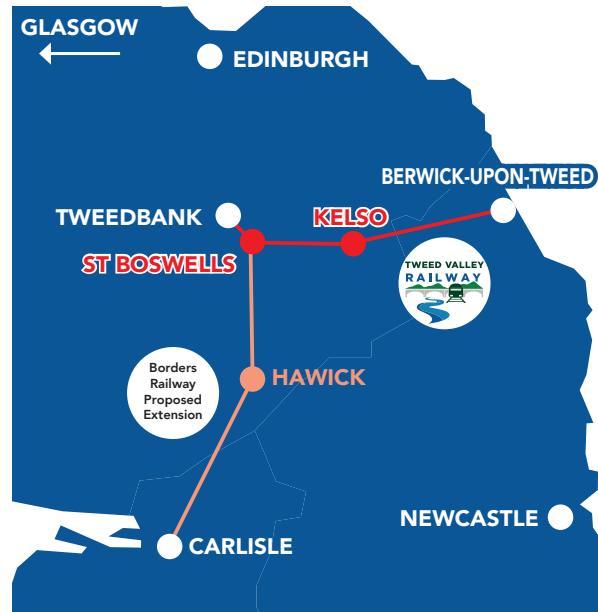 GLASGOW
EDINBURGH
BERWICK-UPON-TWEED
TWEEDBANK
KELSO
ST BOSWELLS
TWEED VALLEY
RAILWAY
Borders
Railway
Proposed
Extension
HAWICK
NEWCASTLE
CARLISLE